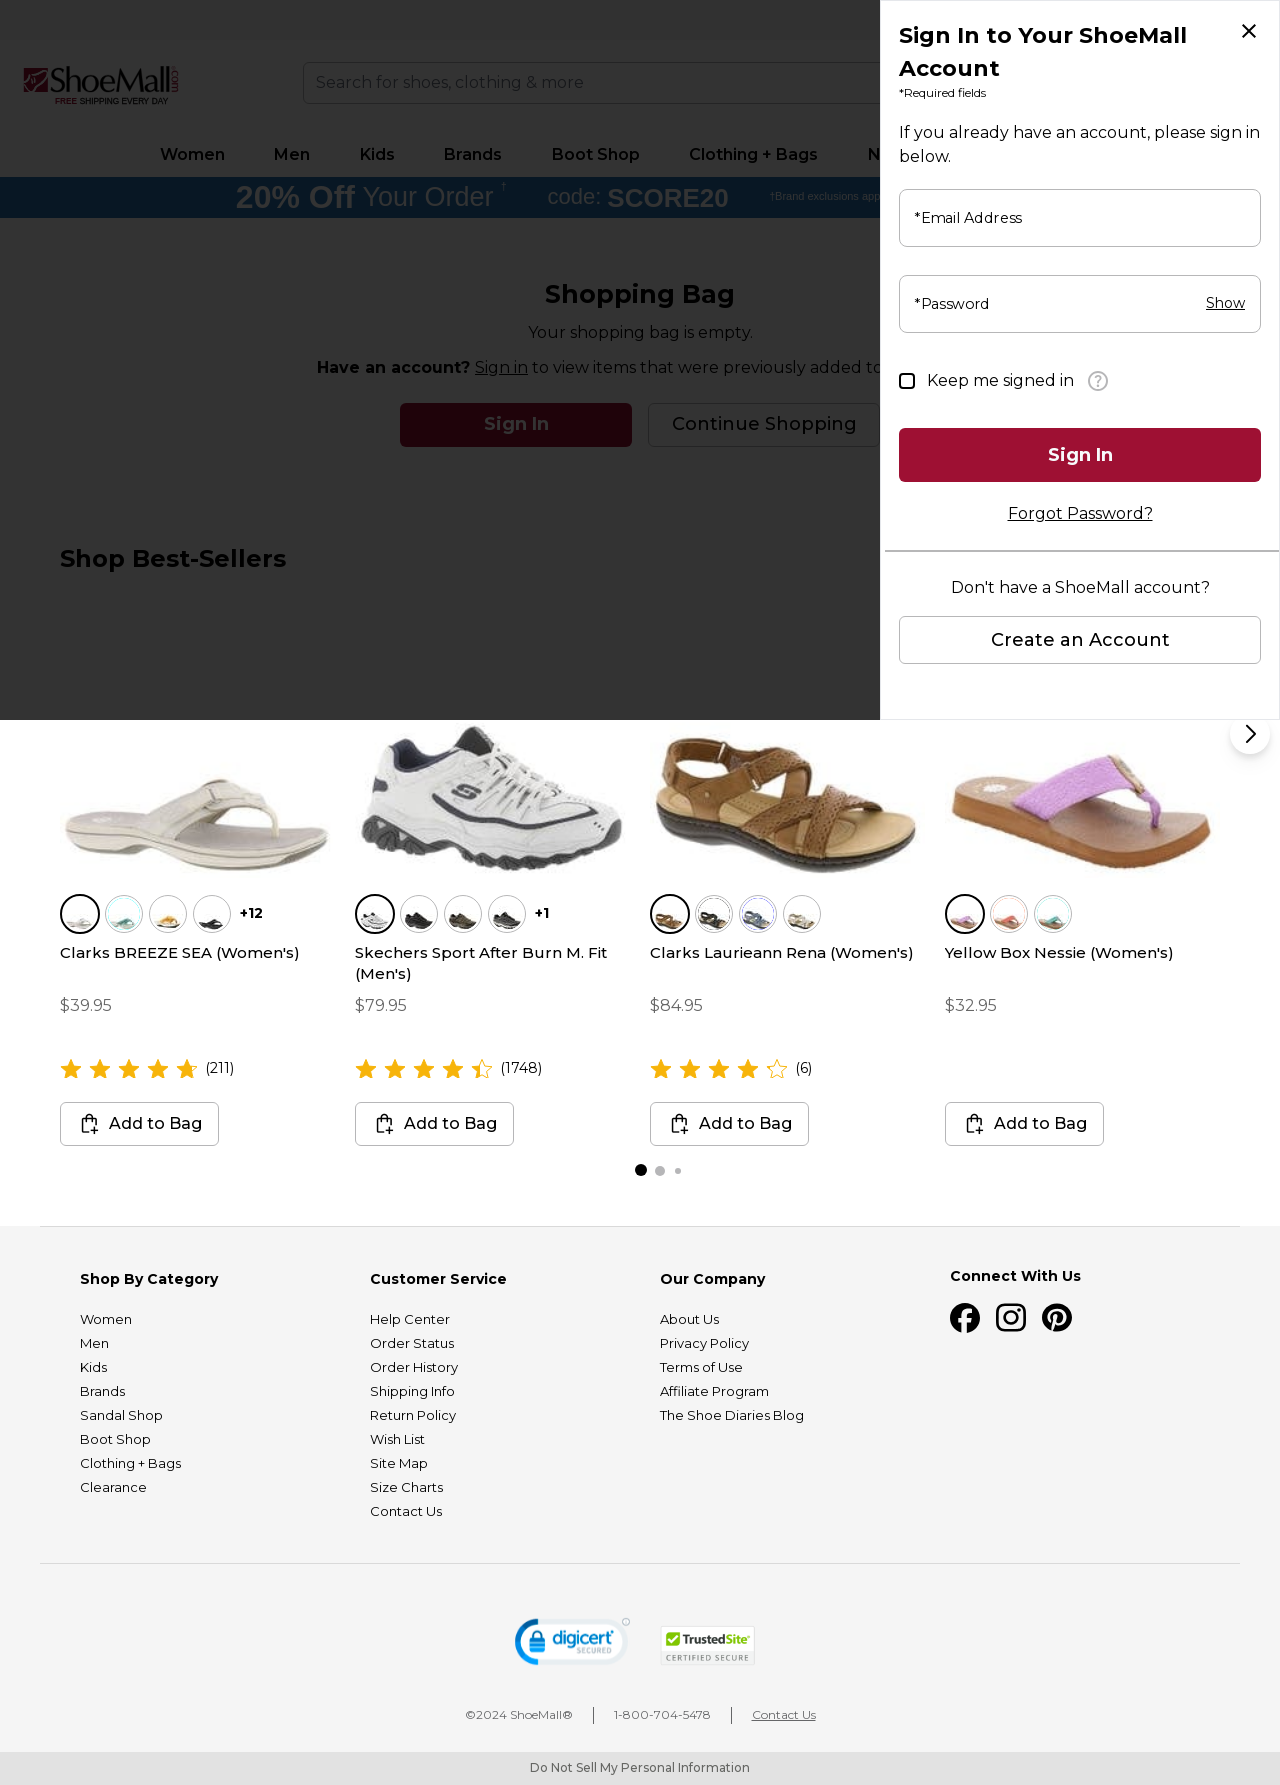 ShoeMall.com
FREE SHIPPING EVERY DAY
Search for shoes, clothing & more
Women
Men
Kids
Brands
Boot Shop
Clothing + Bags
20% Off Your Order †
code: SCORE20
†Brand exclusions
Shopping Bag
Your shopping bag is empty.
Have an account? Sign in to view items that were previously added to
Sign In
Continue Shopping
Shop Best-Sellers
Sign In to Your ShoeMall
Account
*Required fields
If you already have an account, please sign in
below.
*Email Address
*Password
Show
Keep me signed in
?
Sign In
Forgot Password?
Don't have a ShoeMall account?
Create an Account
+12
+1
Clarks BREEZE SEA (Women's)
Skechers Sport After Burn M. Fit
(Men's)
Clarks Laurieann Rena (Women's)
Yellow Box Nessie (Women's)
$39.95
$79.95
$84.95
$32.95
(211)
(1748)
(6)
Add to Bag
Add to Bag
Add to Bag
Add to Bag
Shop By Category
Women
Men
Kids
Brands
Sandal Shop
Boot Shop
Clothing + Bags
Clearance
Customer Service
Help Center
Order Status
Order History
Shipping Info
Return Policy
Wish List
Site Map
Size Charts
Contact Us
Our Company
About Us
Privacy Policy
Terms of Use
Affiliate Program
The Shoe Diaries Blog
Connect With Us
digicert
SECURED
TrustedSite
CERTIFIED SECURE
©2024 ShoeMall®
1-800-704-5478
Contact Us
Do Not Sell My Personal Information